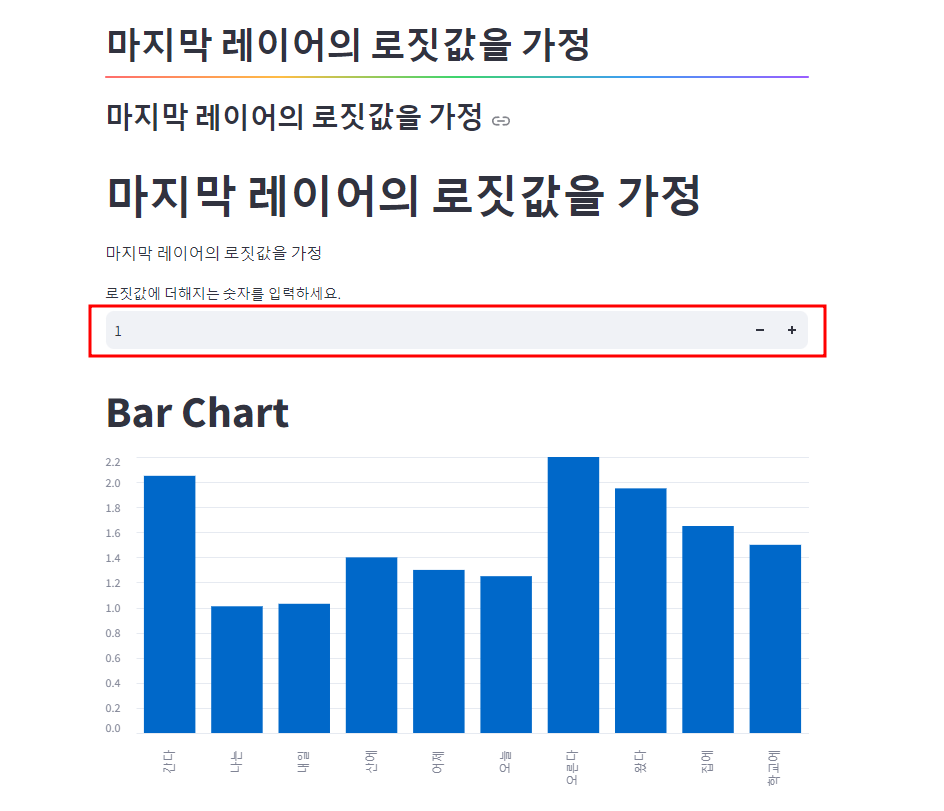 마지막 레이어의 로짓값을 가정
마지막 레이어의 로짓값을 가정
마지막 레이어의 로짓값을 가정
마지막 레이어의 로짓값을 가정
로짓값에 더해지는 숫자를 입력하세요.
1
Bar Chart
2.2
2.0
1.8
1.6
1.4
1.2
1.0
0.8
0.6
0.4
0.2
0.0
간다
나는
내일
산에
어제
오늘
오른다
왔다
집에
학교에